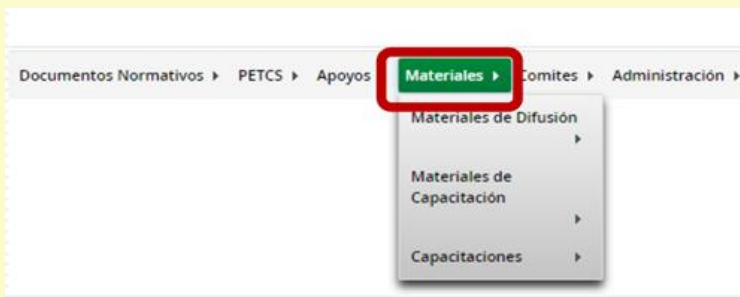 Documentos Normativos PETCS Apoyos Materiales Comites Administración
Materiales de Difusión
Materiales de
Capacitación
Capacitaciones